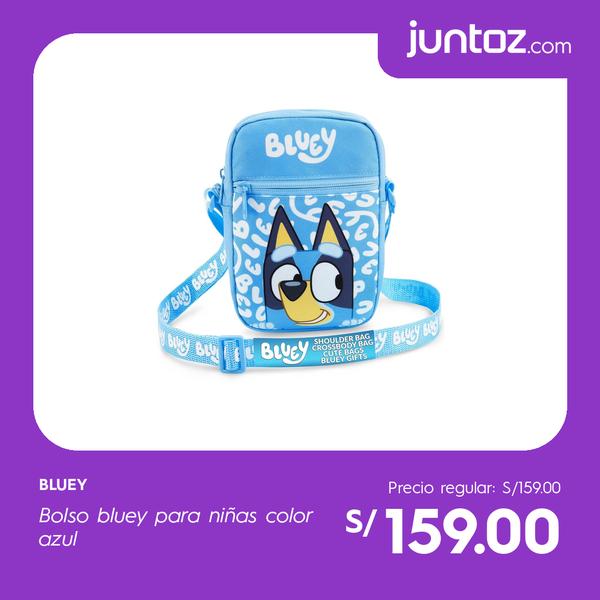 juntoz.com
BLUEY
BLUEY
SHOULDER BAG
CROSSBODY BAG
CUTE BAGS
BLUEY GIFTS
BLUEY
Bolso bluey para niñas color
azul
Precio regular: S/159.00
S/159.00